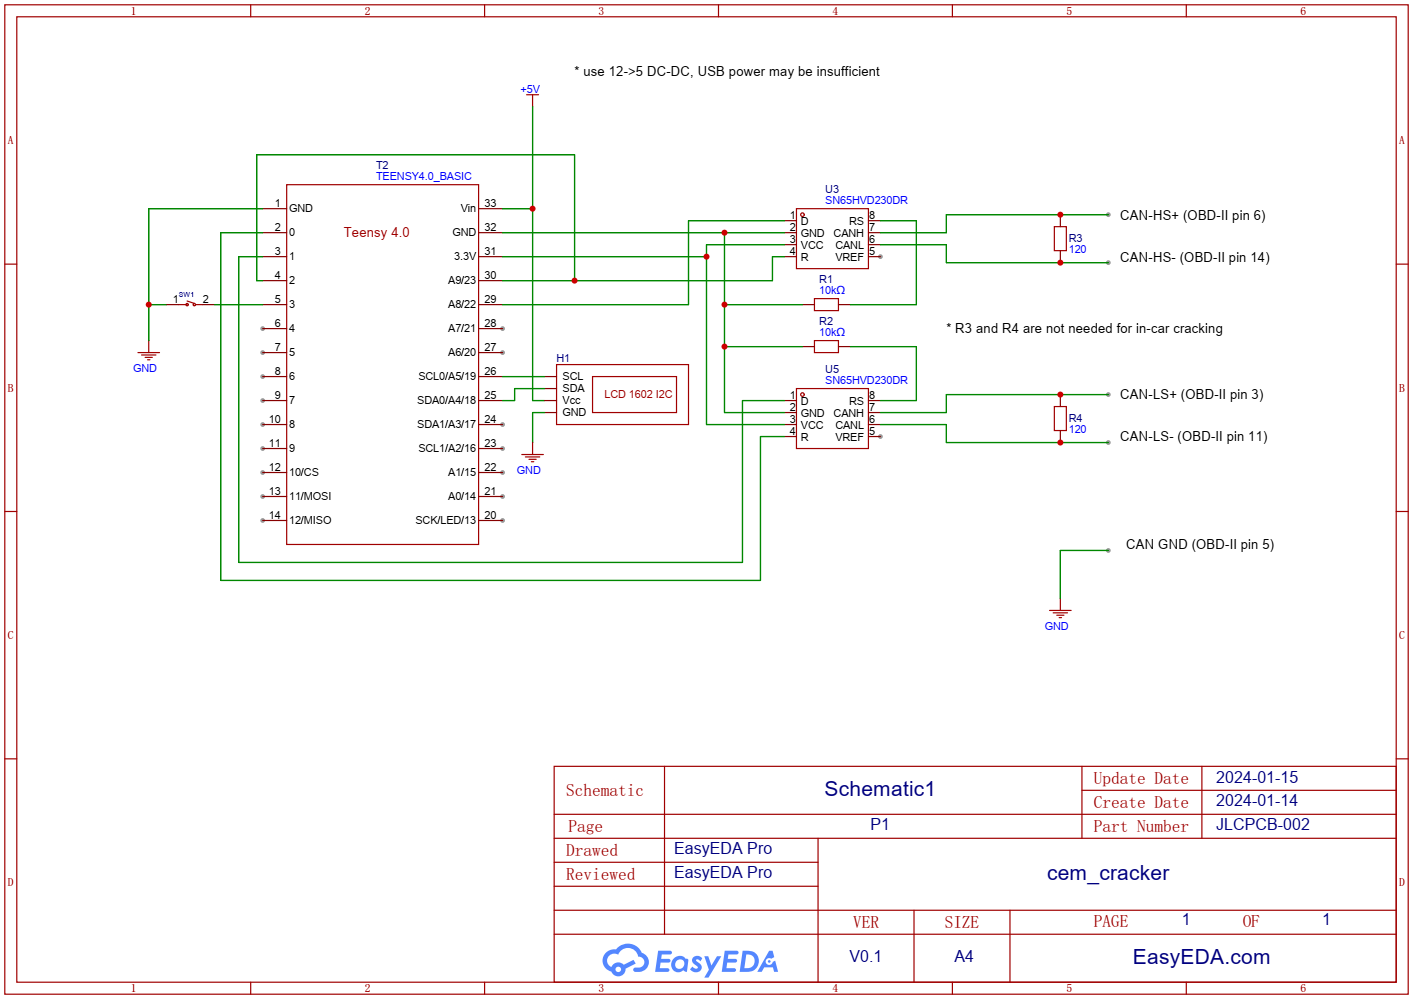 1 2 3 4 5 6
* use 12->5 DC-DC, USB power may be insufficient
+5V
A A
T2
TEENSY4.0_BASIC
Teensy 4.0
1 GND
2 0
3 1
4 2
5 3
6 4
7 5
8 6
9 7
10 8
11 9
12 10/CS
13 11/MOSI
14 12/MISO
Vin 33
GND 32
3.3V 31
A9/23 30
A8/22 29
A7/21 28
A6/20 27
SCL0/A5/19 26
SDA0/A4/18 25
SDA1/A3/17 24
SCL1/A2/16 23
A1/15 22
A0/14 21
SCK/LED/13 20
1 SW1 2
GND
H1
SCL
SDA
Vcc
GND
LCD 1602 I2C
GND
U3
SN65HVD230DR
1 D RS 8
2 GND CANH 7
3 VCC CANL 6
4 R VREF 5
R1
10kΩ
R2
10kΩ
U5
SN65HVD230DR
1 D RS 8
2 GND CANH 7
3 VCC CANL 6
4 R VREF 5
CAN-HS+ (OBD-II pin 6)
R3
120
CAN-HS- (OBD-II pin 14)
* R3 and R4 are not needed for in-car cracking
B B
CAN-LS+ (OBD-II pin 3)
R4
120
CAN-LS- (OBD-II pin 11)
CAN GND (OBD-II pin 5)
GND
C C
Schematic Schematic1 Update Date 2024-01-15
Create Date 2024-01-14
Page P1 Part Number JLCPCB-002
Drawed EasyEDA Pro
Reviewed EasyEDA Pro
cem_cracker
D D
VER SIZE PAGE 1 OF 1
EasyEDA V0.1 A4 EasyEDA.com
1 2 3 4 5 6